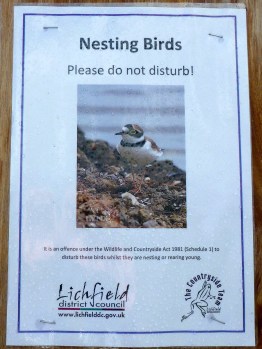 Nesting Birds
Please do not disturb!
It is an offence under the Wildlife and Countryside Act 1981 (Schedule 1) to
disturb these birds whilst they are nesting or rearing young.
Lichfield
district council
www.lichfielddc.gov.uk
The Countryside Team